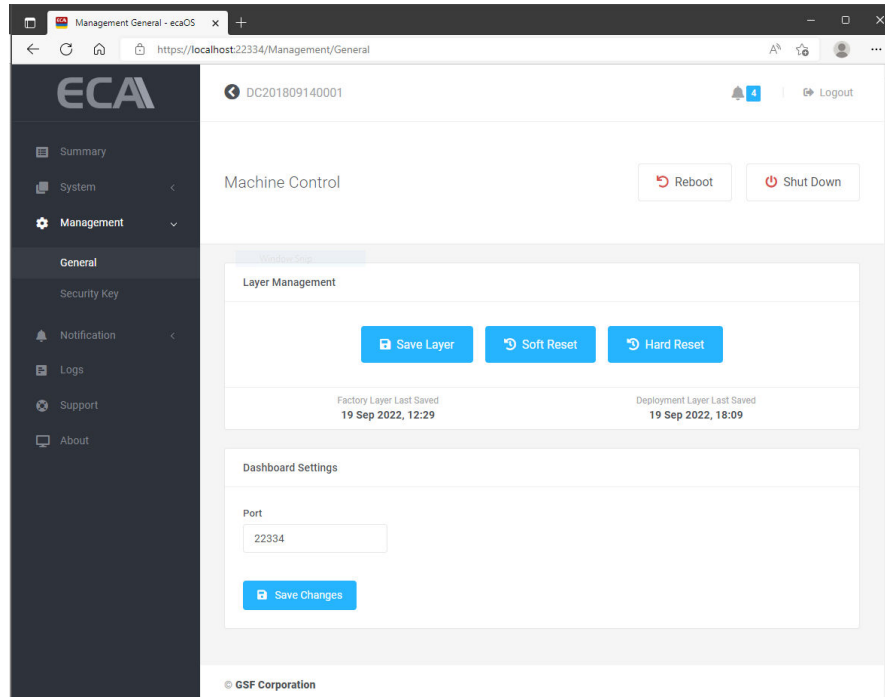 Management General - ecaOS
https://localhost:22334/Management/General
ECA
DC201809140001
4
Logout
Summary
System
Management
General
Security Key
Notification
Logs
Support
About
Machine Control
Reboot
Shut Down
Window Snip
Layer Management
Save Layer
Soft Reset
Hard Reset
Factory Layer Last Saved
19 Sep 2022, 12:29
Deployment Layer Last Saved
19 Sep 2022, 18:09
Dashboard Settings
Port
22334
Save Changes
© GSF Corporation